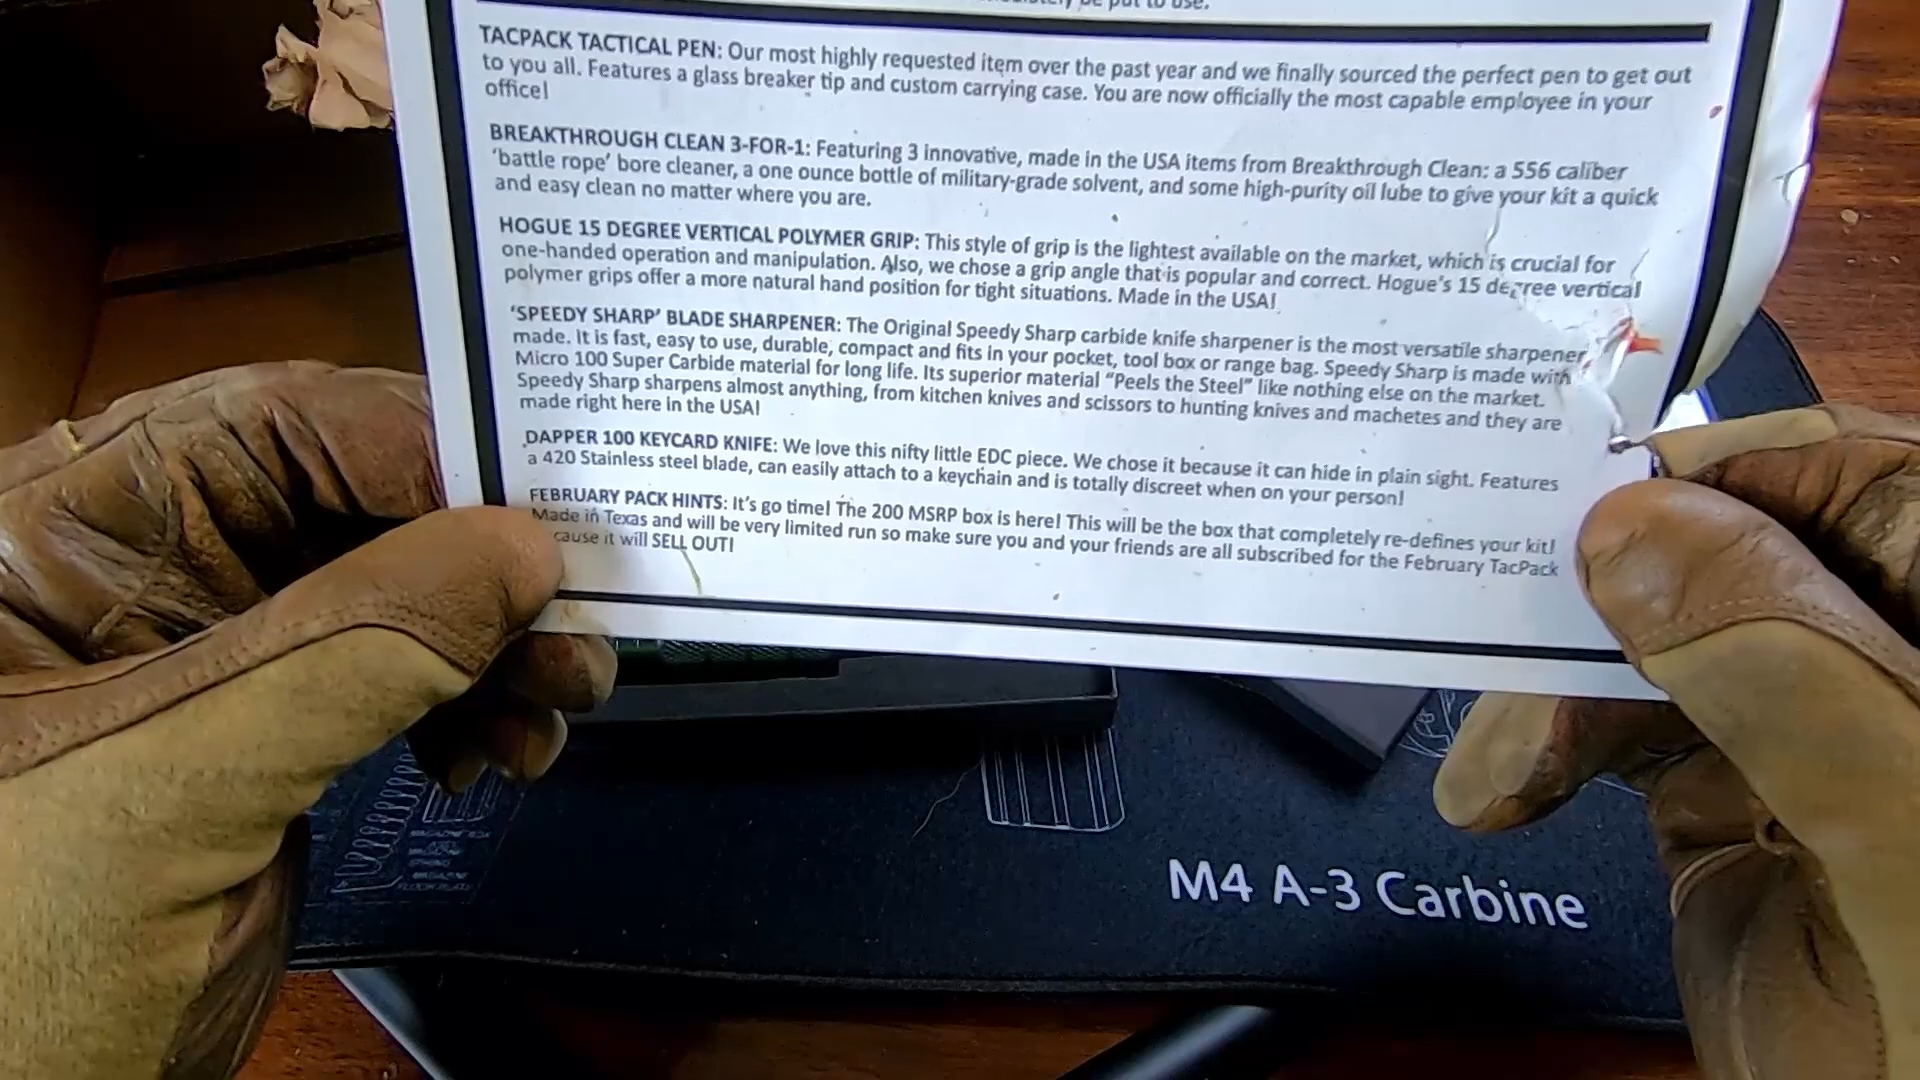 be put to use.
TACPACK TACTICAL PEN: Our most highly requested item over the past year and we finally sourced the perfect pen to get out
to you all. Features a glass breaker tip and custom carrying case. You are now officially the most capable employee in your
office!
BREAKTHROUGH CLEAN 3-FOR-1: Featuring 3 innovative, made in the USA items from Breakthrough Clean: a 556 caliber
'battle rope' bore cleaner, a one ounce bottle of military-grade solvent, and some high-purity oil lube to give your kit a quick
and easy clean no matter where you are.
HOGUE 15 DEGREE VERTICAL POLYMER GRIP: This style of grip is the lightest available on the market, which is crucial for
one-handed operation and manipulation. Also, we chose a grip angle that is popular and correct. Hogue's 15 degree vertical
polymer grips offer a more natural hand position for tight situations. Made in the USA!
'SPEEDY SHARP' BLADE SHARPENER: The Original Speedy Sharp carbide knife sharpener is the most versatile sharpener
made. It is fast, easy to use, durable, compact and fits in your pocket, tool box or range bag. Speedy Sharp is made with
Micro 100 Super Carbide material for long life. Its superior material "Peels the Steel" like nothing else on the market.
Speedy Sharp sharpens almost anything, from kitchen knives and scissors to hunting knives and machetes and they are
made right here in the USA!
DAPPER 100 KEYCARD KNIFE: We love this nifty little EDC piece. We chose it because it can hide in plain sight. Features
a 420 Stainless steel blade, can easily attach to a keychain and is totally discreet when on your person!
FEBRUARY PACK HINTS: It's go time! The 200 MSRP box is here! This will be the box that completely re-defines your kit!
Made in Texas and will be very limited run so make sure you and your friends are all subscribed for the February TacPack
cause it will SELL OUT!
M4 A-3 Carbine